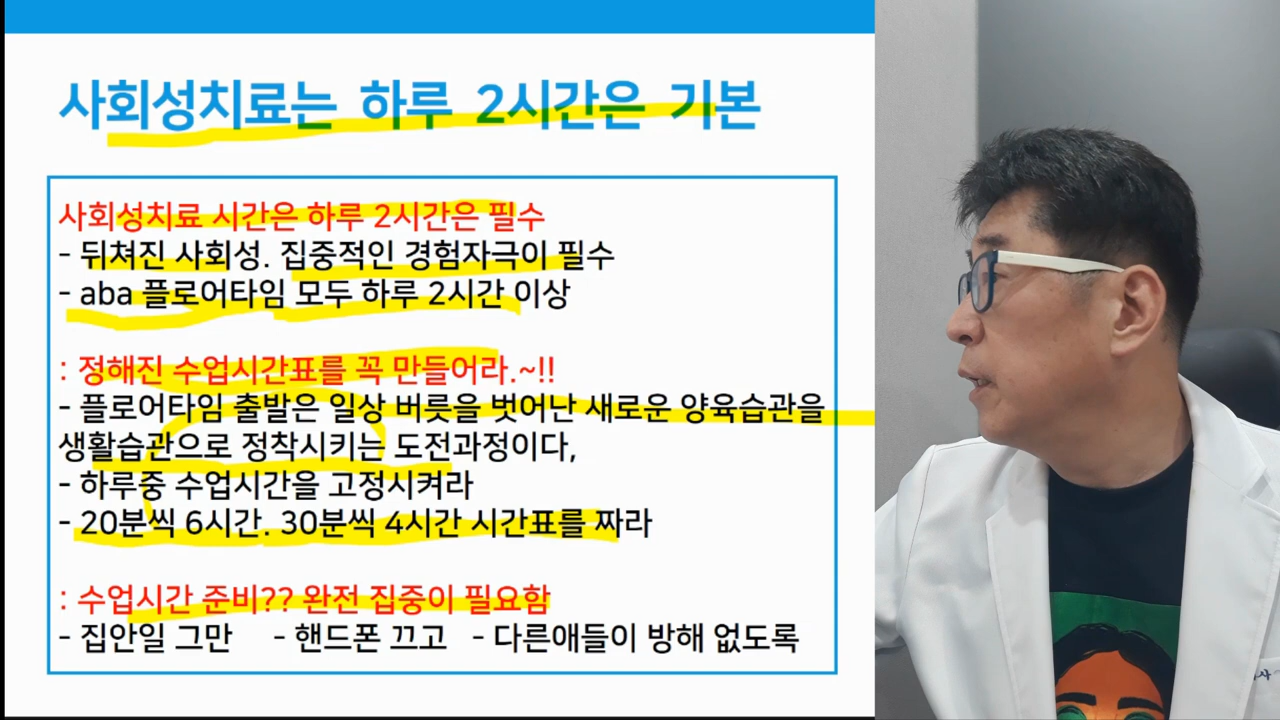 사회성치료는 하루 2시간은 기본
사회성치료 시간은 하루 2시간은 필수
- 뒤쳐진 사회성. 집중적인 경험자극이 필수
- aba 플로어타임 모두 하루 2시간 이상
: 정해진 수업시간표를 꼭 만들어라.~!!
- 플로어타임 출발은 일상 버릇을 벗어난 새로운 양육습관을
생활습관으로 정착시키는 도전과정이다,
- 하루중 수업시간을 고정시켜라
- 20분씩 6시간. 30분씩 4시간 시간표를 짜라
: 수업시간 준비?? 완전 집중이 필요함
- 집안일 그만 - 핸드폰 끄고 - 다른애들이 방해 없도록